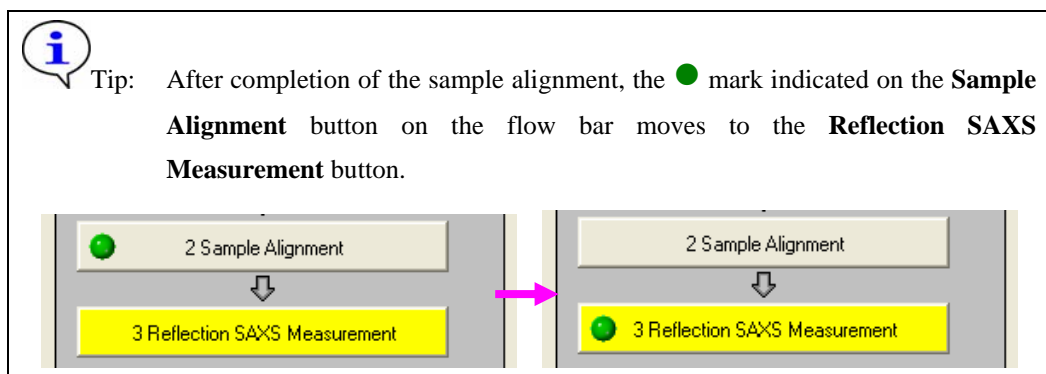 Tip: After completion of the sample alignment, the ● mark indicated on the Sample
Alignment button on the flow bar moves to the Reflection SAXS
Measurement button.
2 Sample Alignment
3 Reflection SAXS Measurement
2 Sample Alignment
3 Reflection SAXS Measurement